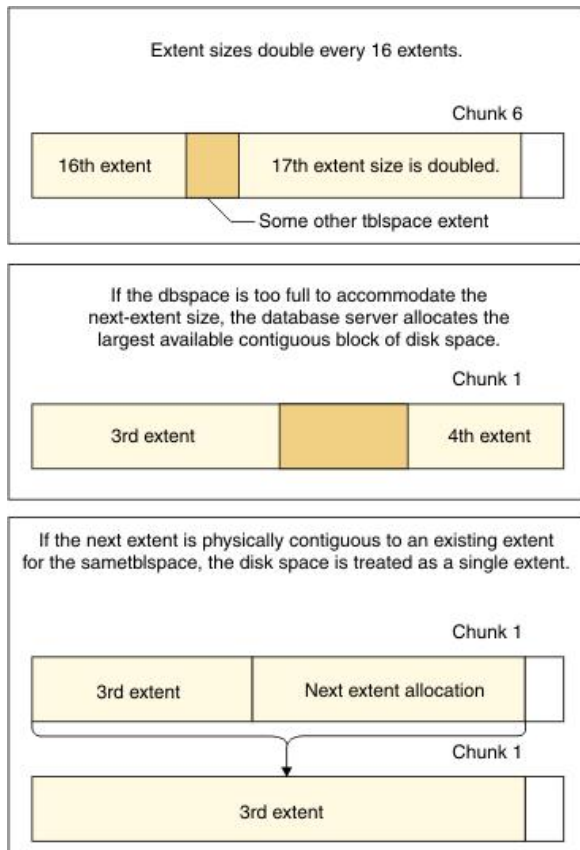 Extent sizes double every 16 extents.
Chunk 6
16th extent
17th extent size is doubled.
Some other tblspace extent
If the dbspace is too full to accommodate the
next-extent size, the database server allocates the
largest available contiguous block of disk space.
Chunk 1
3rd extent
4th extent
If the next extent is physically contiguous to an existing extent
for the sametblspace, the disk space is treated as a single extent.
Chunk 1
3rd extent
Next extent allocation
Chunk 1
3rd extent